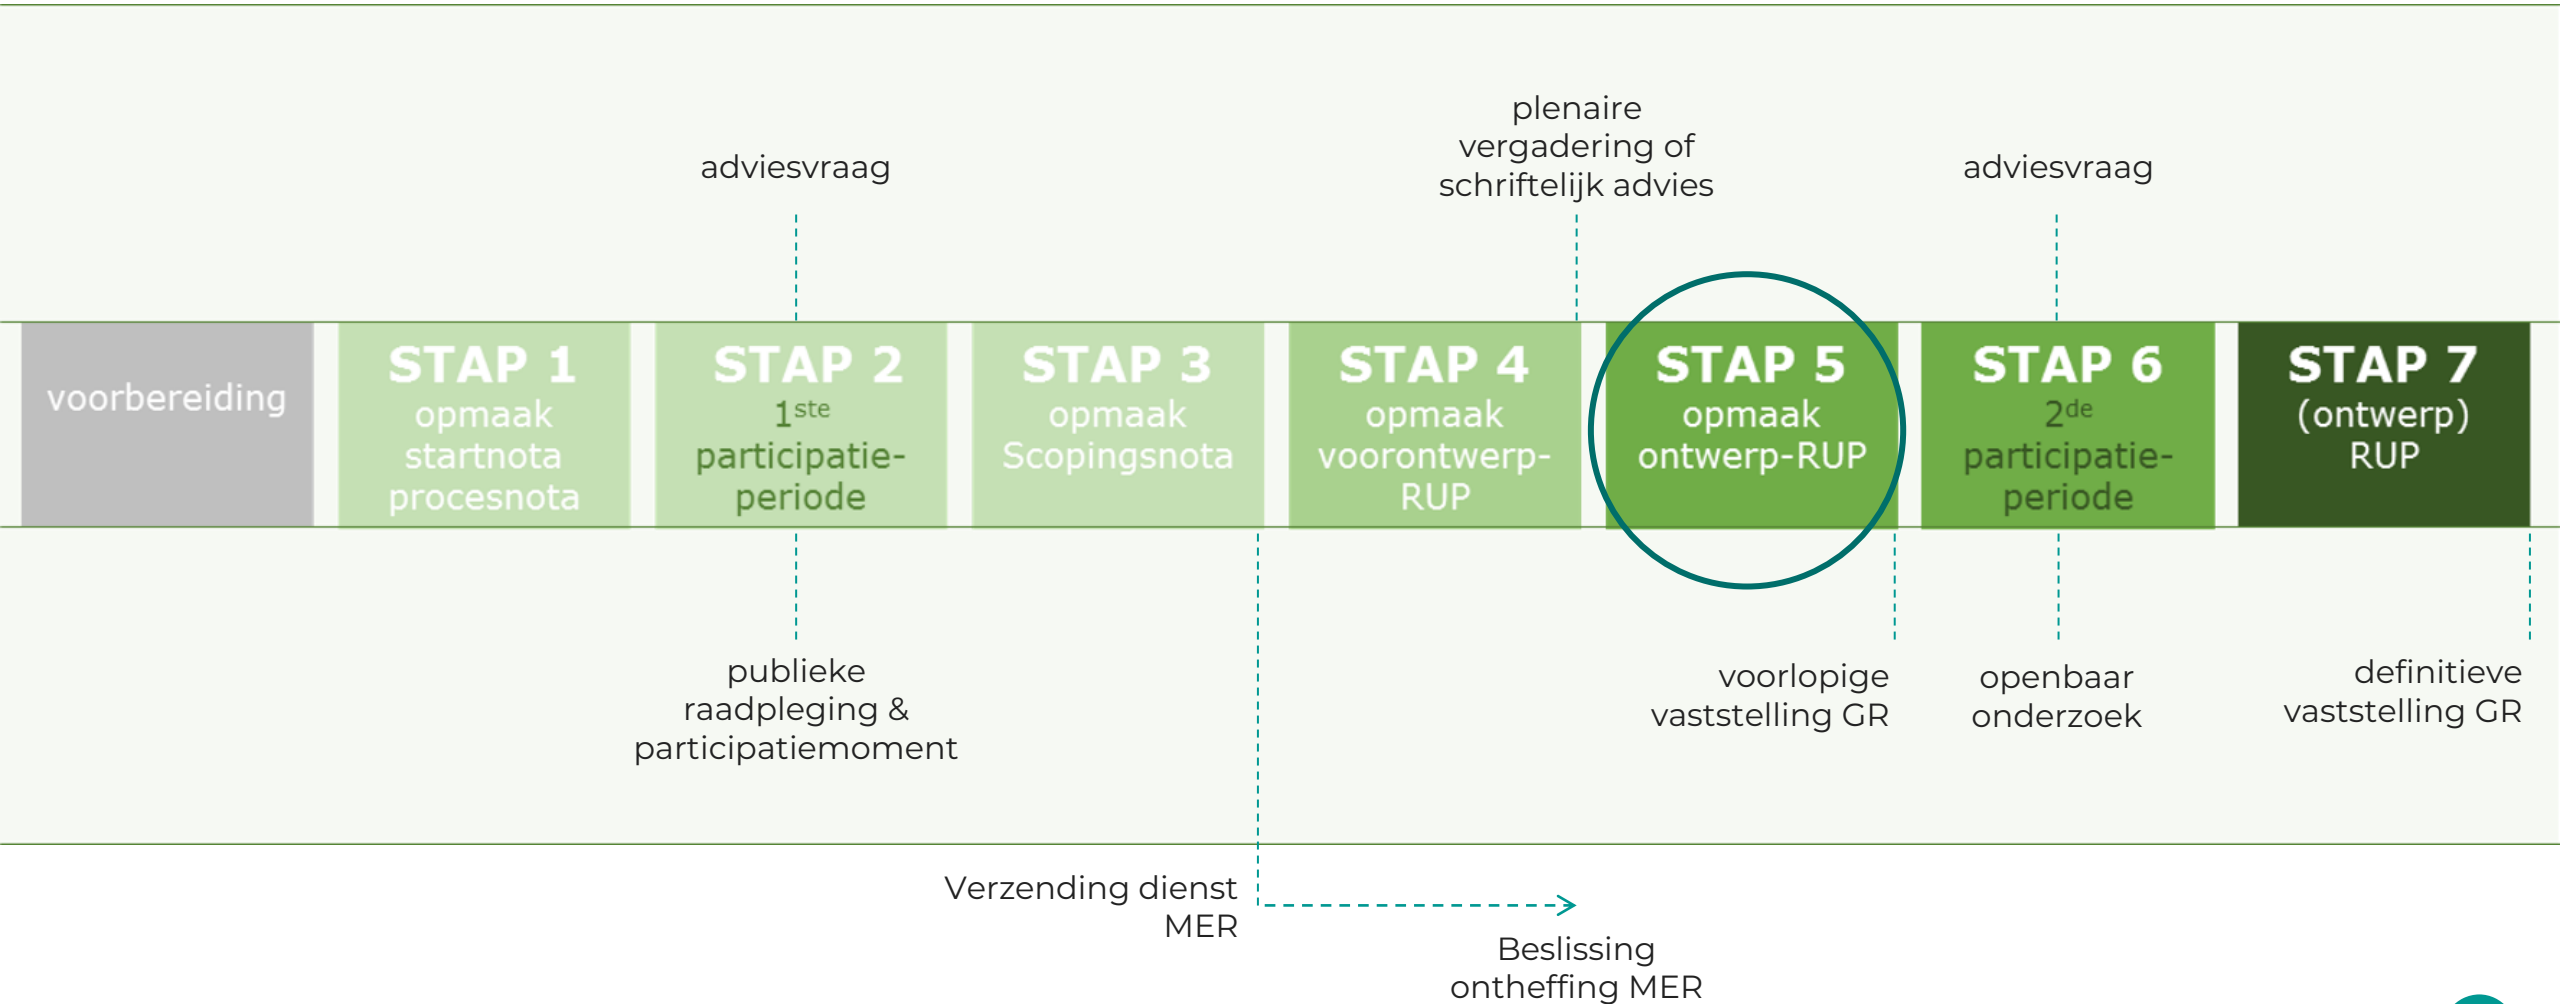 adviesvraag
plenaire
vergadering of
schriftelijk advies
adviesvraag
voorbereiding
STAP 1
opmaak
startnota
procesnota
STAP 2
1ste
participatie-
periode
STAP 3
opmaak
Scopingsnota
STAP 4
opmaak
voorontwerp-
RUP
STAP 5
opmaak
ontwerp-RUP
STAP 6
2de
participatie-
periode
STAP 7
(ontwerp)
RUP
publieke
raadpleging &
participatiemoment
voorlopige
vaststelling GR
openbaar
onderzoek
definitieve
vaststelling GR
Verzending dienst
MER
Beslissing
ontheffing MER